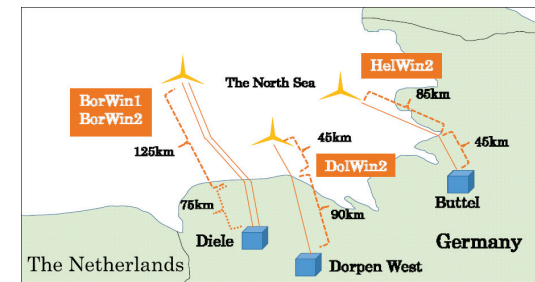 HelWin2
The North Sea
85km
BorWin1
BorWin2
45km
125km
45km
DolWin2
75km
90km
Buttel
Diele
Germany
The Netherlands
Dorpen West